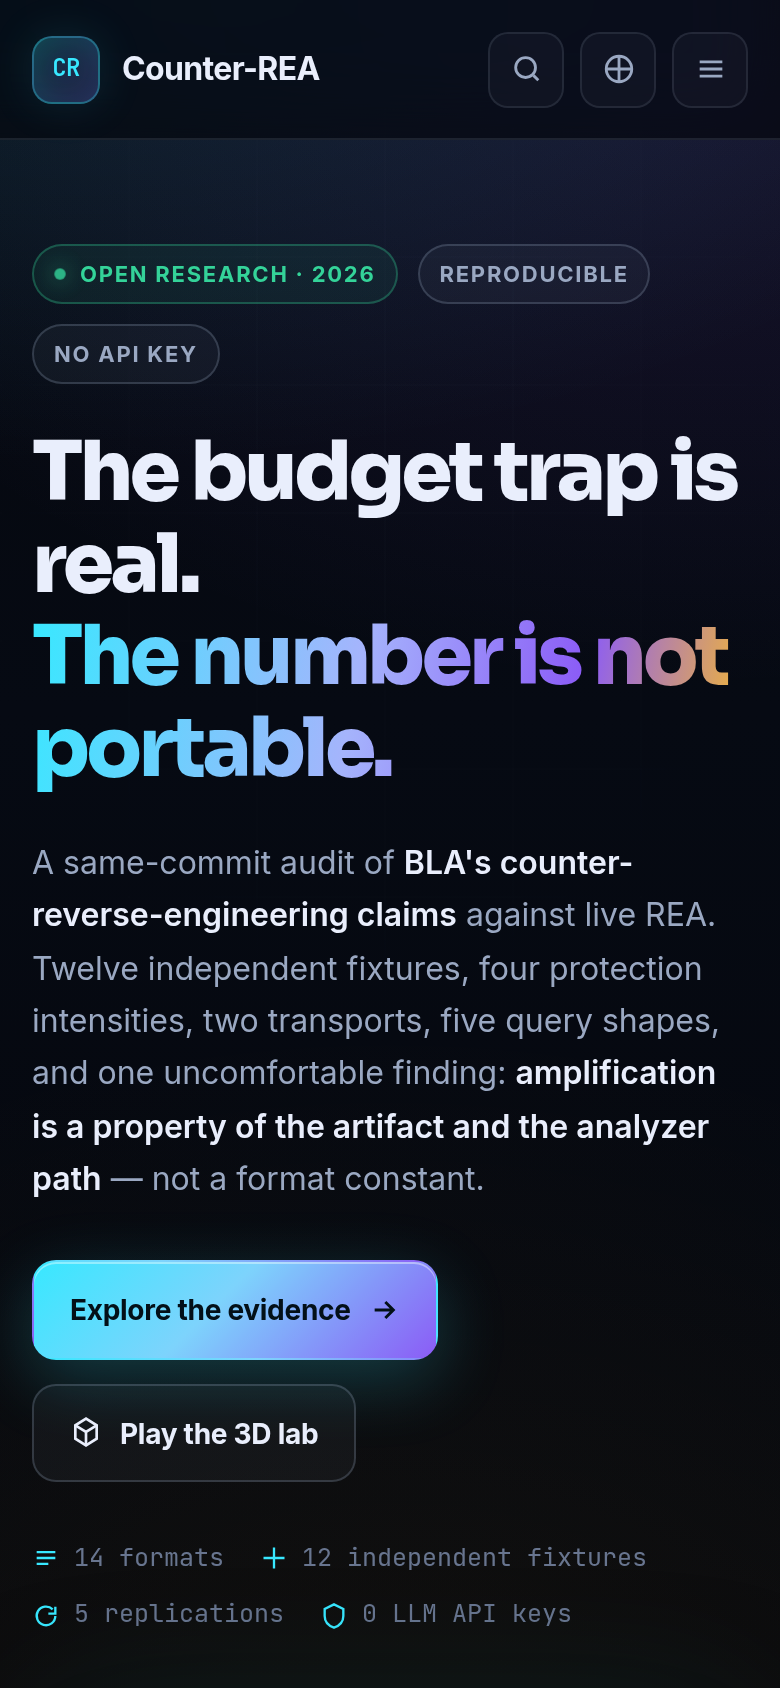 CR Counter-REA
OPEN RESEARCH · 2026 REPRODUCIBLE
NO API KEY
The budget trap is
real.
The number is not
portable.
A same-commit audit of BLA's counter-
reverse-engineering claims against live REA.
Twelve independent fixtures, four protection
intensities, two transports, five query shapes,
and one uncomfortable finding: amplification
is a property of the artifact and the analyzer
path — not a format constant.
Explore the evidence →
Play the 3D lab
14 formats 12 independent fixtures
5 replications 0 LLM API keys